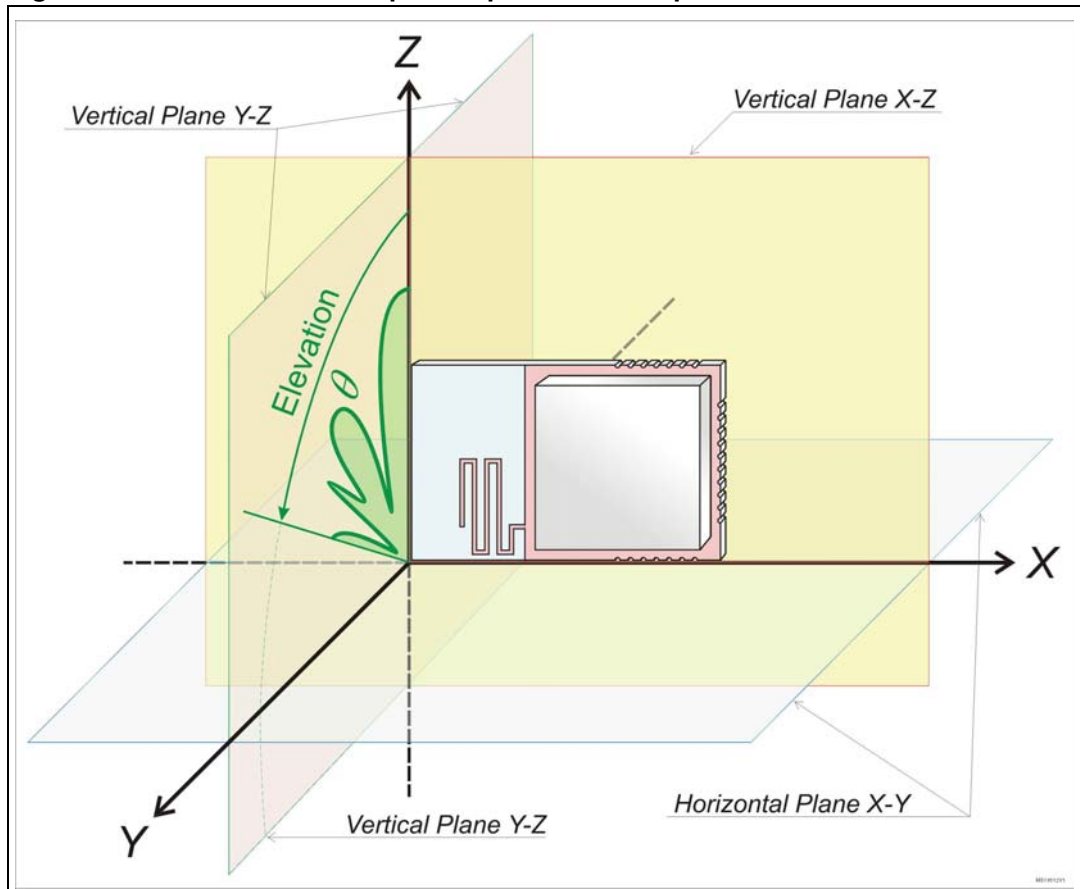 Z
Vertical Plane Y-Z
Vertical Plane X-Z
Elevation
θ
X
Y
Vertical Plane Y-Z
Horizontal Plane X-Y